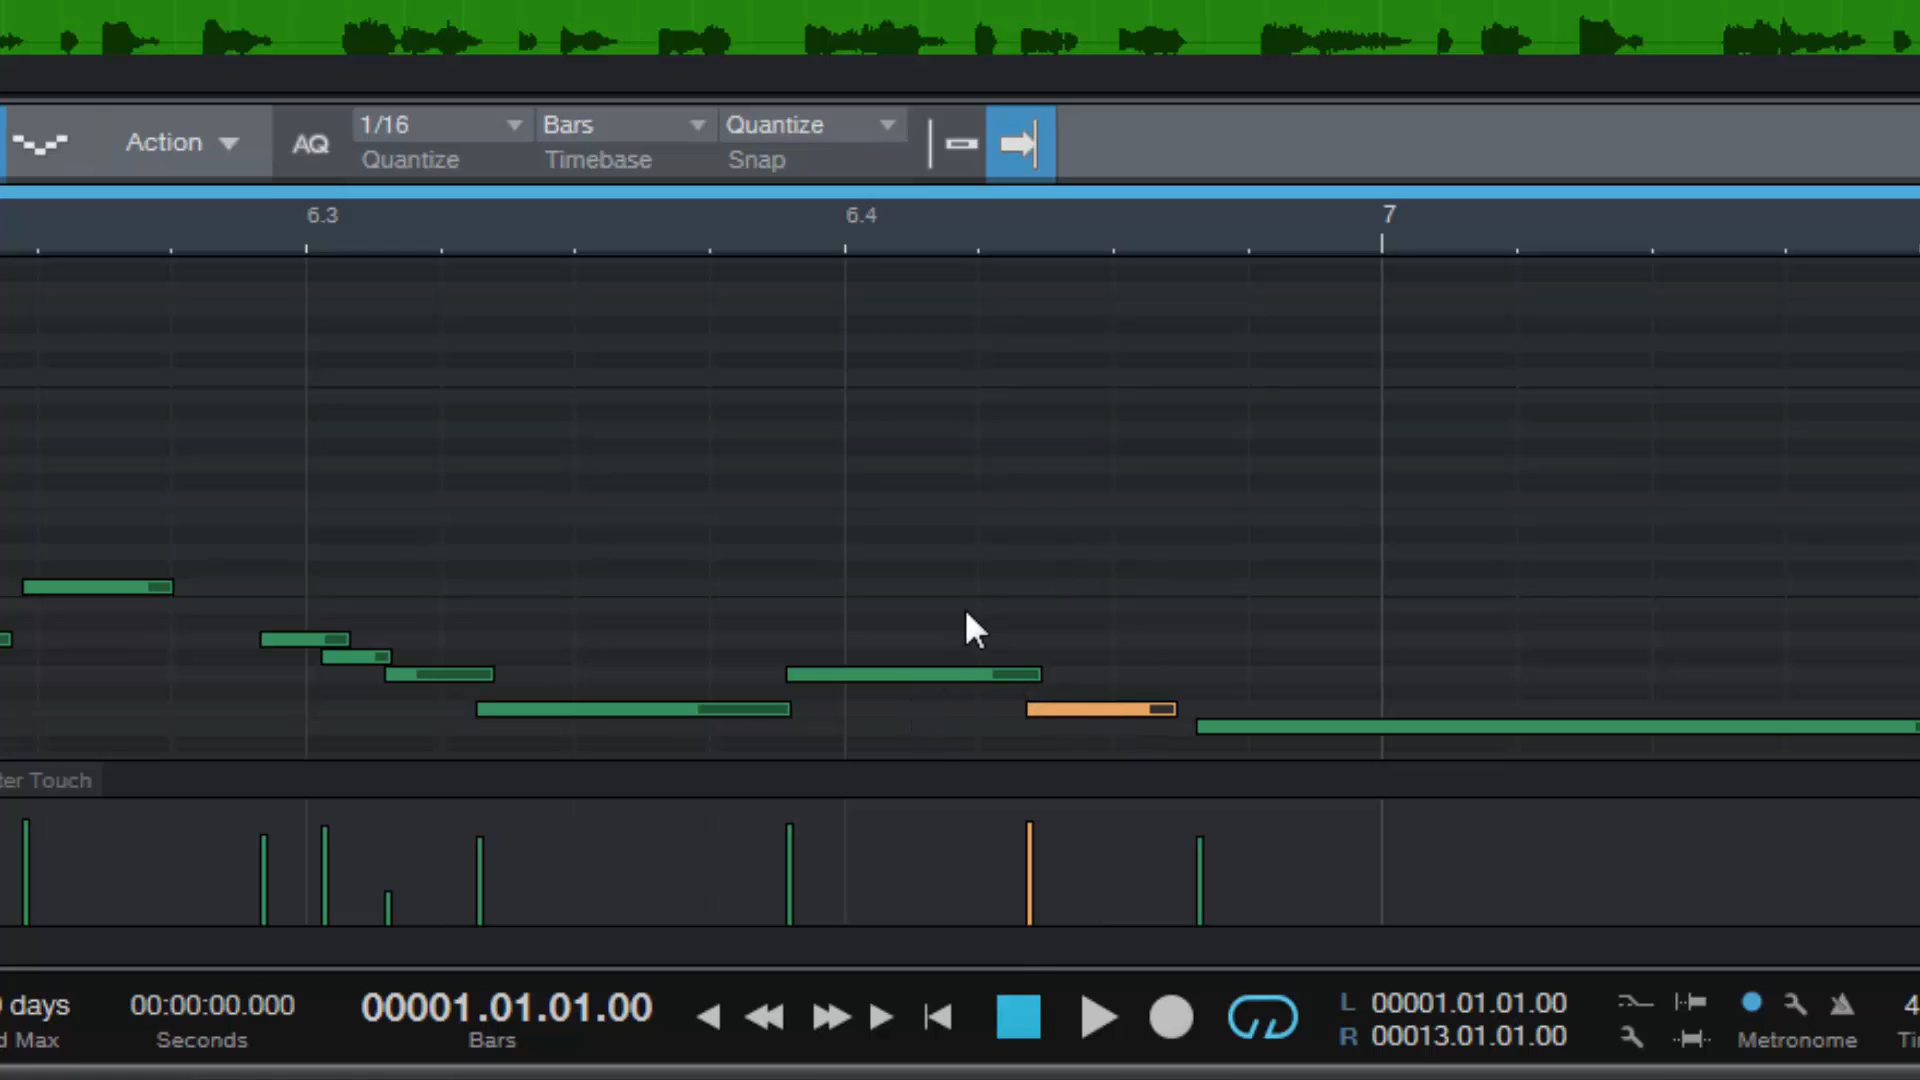 Action
AQ
1/16 Bars Quantize
Quantize Timebase Snap
6.3 6.4 7
ter Touch
days 00:00:00.000 00001.01.01.00 L 00001.01.01.00 4
R 00013.01.01.00
d Max Seconds Bars Metronome Ti